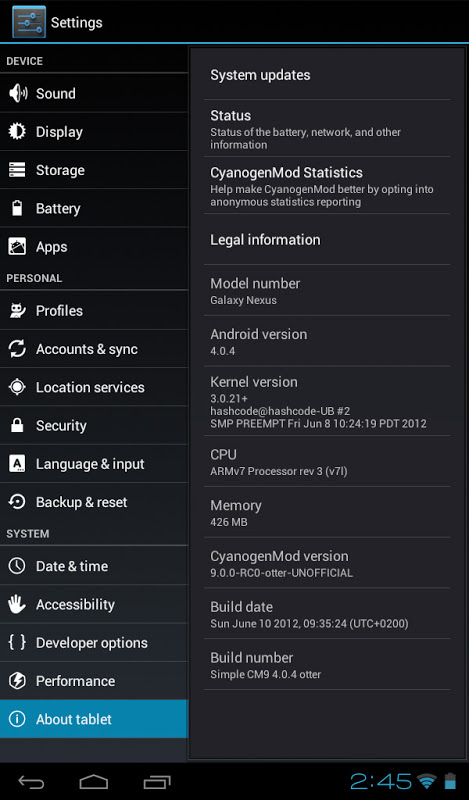 Settings
DEVICE
Sound
Display
Storage
Battery
Apps
PERSONAL
Profiles
Accounts & sync
Location services
Security
Language & input
A
Backup & reset
SYSTEM
Date & time
Accessibility
{ } Developer options
Performance
About tablet
System updates
Status
Status of the battery, network, and other
information
CyanogenMod Statistics
Help make CyanogenMod better by opting into
anonymous statistics reporting
Legal information
Model number
Galaxy Nexus
Android version
4.0.4
Kernel version
3.0.21+
hashcode@hashcode-UB #2
SMP PREEMPT Fri Jun 8 10:24:19 PDT 2012
CPU
ARMv7 Processor rev 3 (v7l)
Memory
426 MB
CyanogenMod version
9.0.0-RC0-otter-UNOFFICIAL
Build date
Sun June 10 2012, 09:35:24 (UTC+0200)
Build number
Simple CM9 4.0.4 otter
2:45